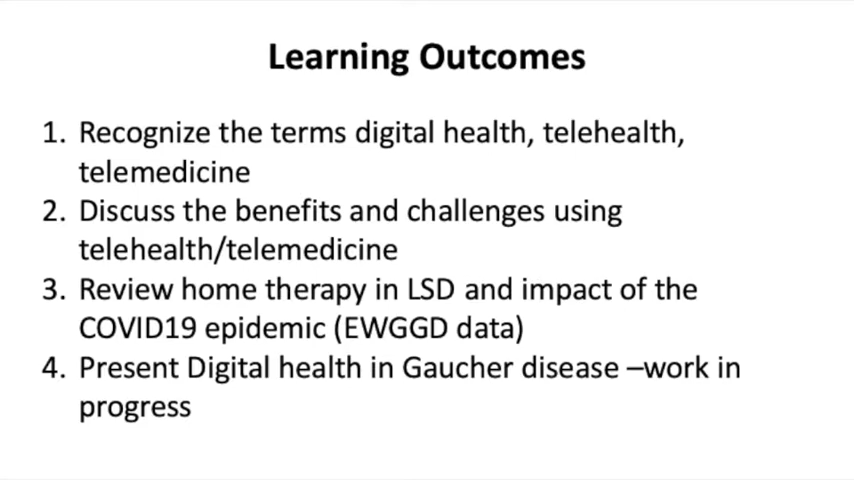 Learning Outcomes
1. Recognize the terms digital health, telehealth,
telemedicine
2. Discuss the benefits and challenges using
telehealth/telemedicine
3. Review home therapy in LSD and impact of the
COVID19 epidemic (EWGGD data)
4. Present Digital health in Gaucher disease –work in
progress